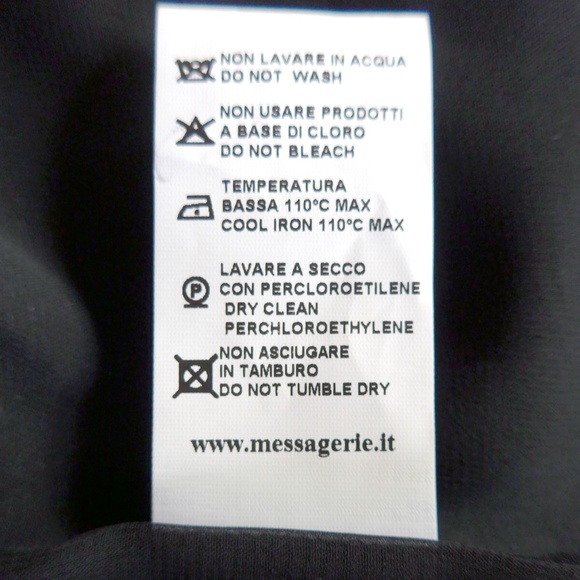 NON LAVARE IN ACQUA
DO NOT WASH
NON USARE PRODOTTI
A BASE DI CLORO
DO NOT BLEACH
TEMPERATURA
BASSA 110°C MAX
COOL IRON 110°C MAX
LAVARE A SECCO
CON PERCLOROETILENE
P
DRY CLEAN
PERCHLOROETHYLENE
NON ASCIUGARE
IN TAMBURO
DO NOT TUMBLE DRY
www.messagerie.it